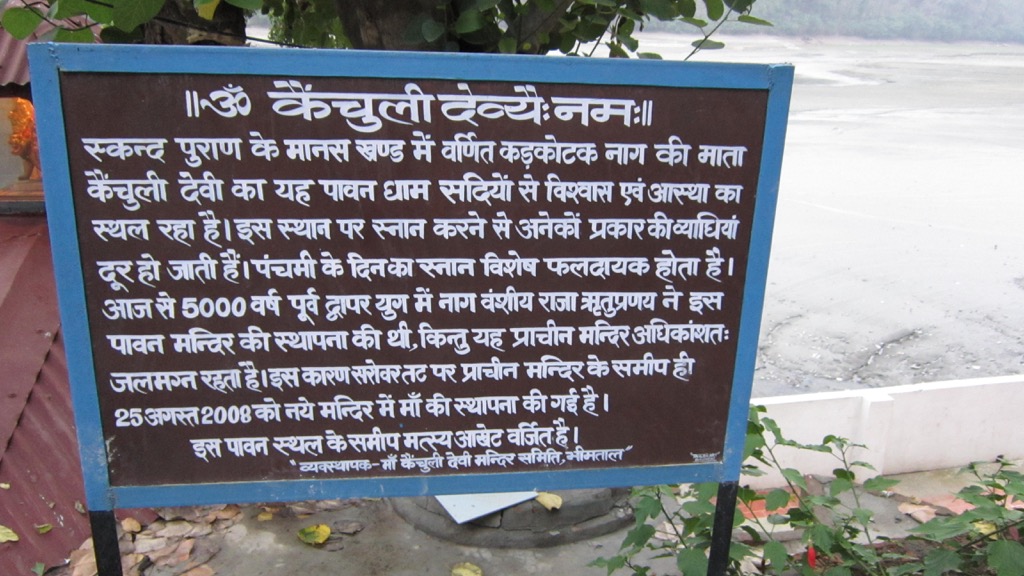 ॥ॐ कैंचुली देव्यैः नमः॥
स्कन्द पुराण के मानस खण्ड में वर्णित कड़कोटक नाग की माता
कैंचुली देवी का यह पावन धाम सदियों से विश्वास एवं आस्था का
स्थल रहा है। इस स्थान पर स्नान करने से अनेकों प्रकार की व्याधियां
दूर हो जाती हैं। पंचमी के दिन का स्नान विशेष फलदायक होता है।
आज से 5000 वर्ष पूर्व द्वापर युग में नाग वंशीय राजा ऋृतुप्रणय ने इस
पावन मन्दिर की स्थापना की थी, किन्तु यह प्राचीन मन्दिर अधिकांशतः
जलमग्न रहता है। इस कारण सरोवर तट पर प्राचीन मन्दिर के समीप ही
25 अगस्त 2008 को नये मन्दिर में माँ की स्थापना की गई है।
इस पावन स्थल के समीप मत्स्य आखेट वर्जित है।
"व्यवस्थापक-माँ कैंचुली देवी मन्दिर समिति, भीमताल"